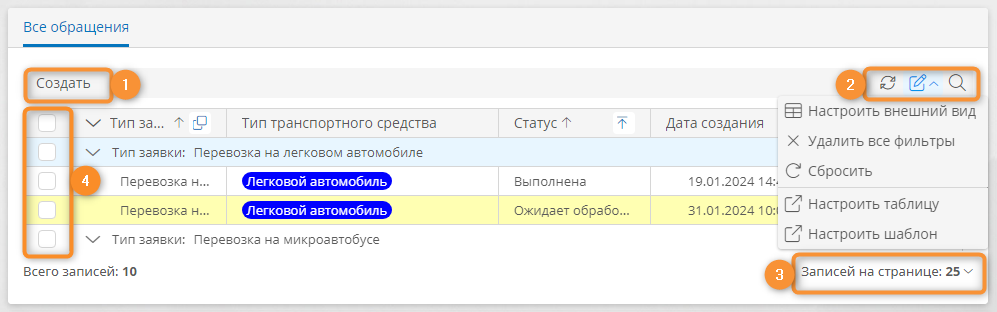 Все обращения
Создать 1
2
Настроить внешний вид
Удалить все фильтры
Сбросить
Настроить таблицу
Настроить шаблон
Тип за... Тип транспортного средства Статус Дата создания
Тип заявки: Перевозка на легковом автомобиле
4
Перевозка н... Легковой автомобиль Выполнена 19.01.2024 14:4
Перевозка н... Легковой автомобиль Ожидает обрабо... 31.01.2024 10:0
Тип заявки: Перевозка на микроавтобусе
Всего записей: 10
3 Записей на странице: 25